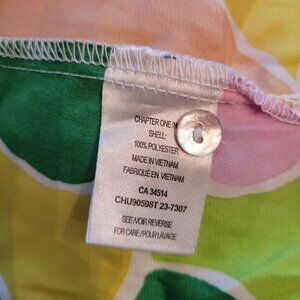 CHAPTER ONE
SHELL:
100% POLYESTER
MADE IN VIETNAM
FABRIQUÉ EN VIETNAM
CA 34514
CHU90598T 23-7307
SEE/VOIR REVERSE
FOR CARE/POUR LAVAGE